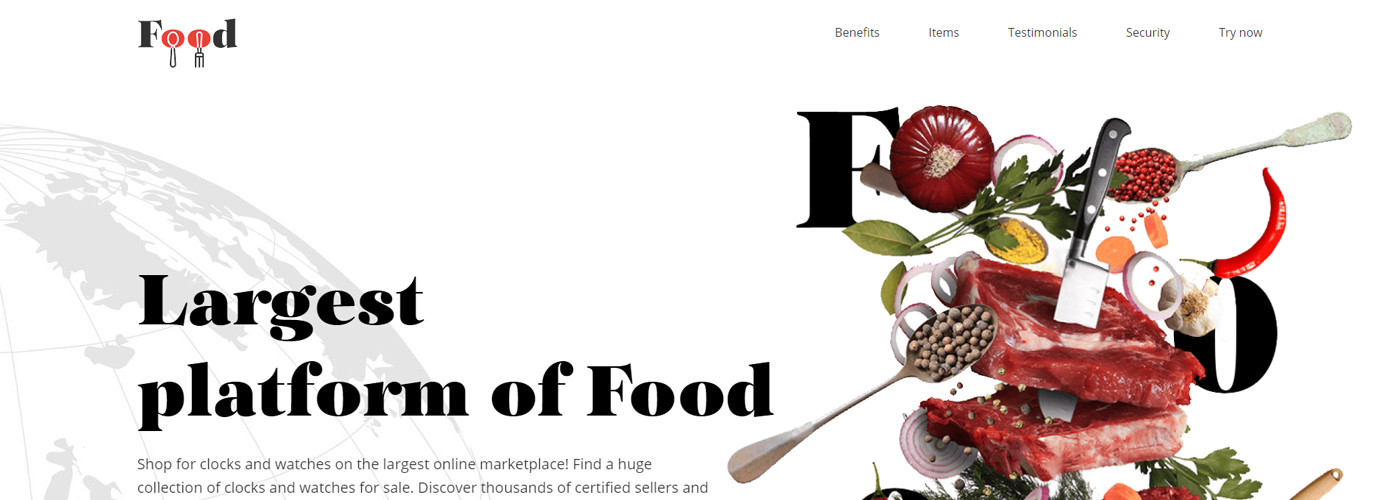 Food
Benefits Items Testimonials Security Try now
F
O
Largest
platform of Food
Shop for clocks and watches on the largest online marketplace! Find a huge
collection of clocks and watches for sale. Discover thousands of certified sellers and